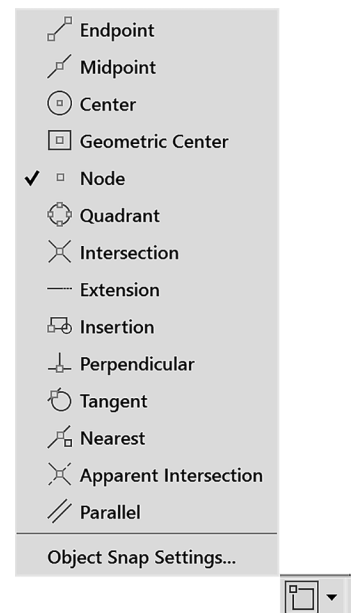 Endpoint
Midpoint
Center
Geometric Center
Node
Quadrant
Intersection
Extension
Insertion
Perpendicular
Tangent
Nearest
Apparent Intersection
Parallel
Object Snap Settings...